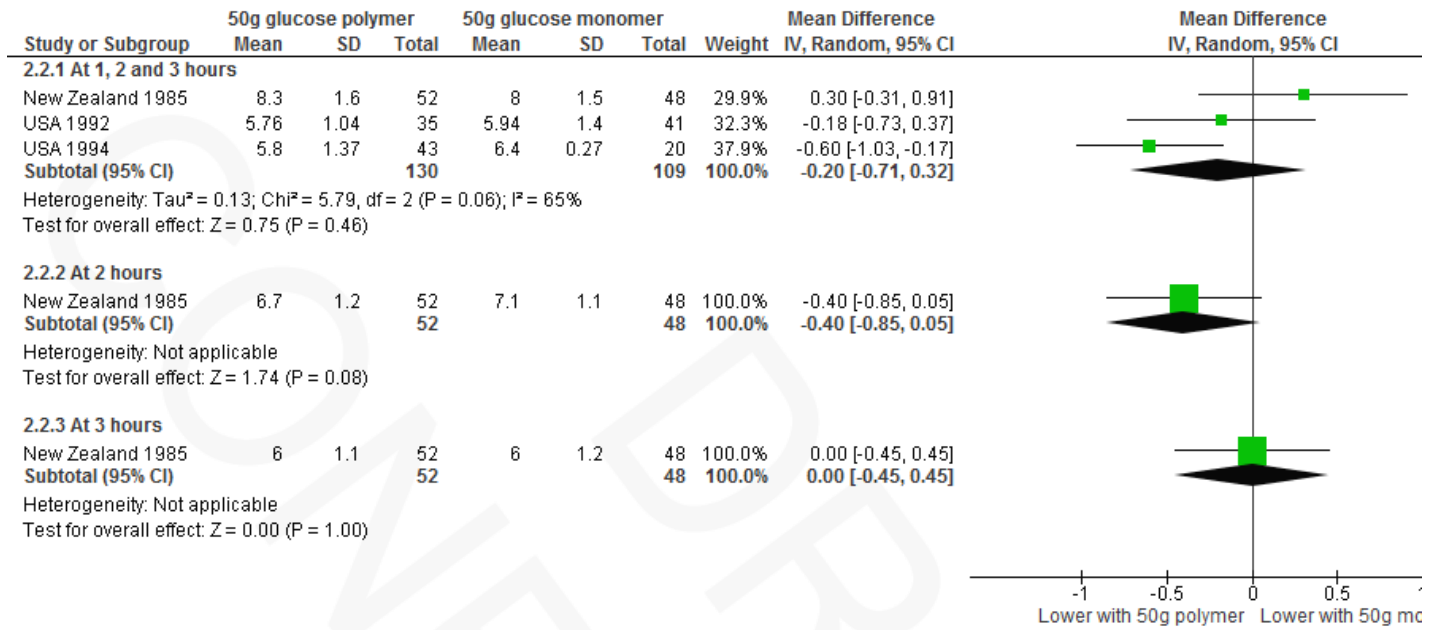 50g glucose polymer 50g glucose monomer Mean Difference Mean Difference
Study or Subgroup Mean SD Total Mean SD Total Weight IV, Random, 95% CI IV, Random, 95% CI
2.2.1 At 1, 2 and 3 hours
New Zealand 1985 8.3 1.6 52 8 1.5 48 29.9% 0.30 [-0.31, 0.91]
USA 1992 5.76 1.04 35 5.94 1.4 41 32.3% -0.18 [-0.73, 0.37]
USA 1994 5.8 1.37 43 6.4 0.27 20 37.9% -0.60 [-1.03, -0.17]
Subtotal (95% CI) 130 109 100.0% -0.20 [-0.71, 0.32]
Heterogeneity: Tau² = 0.13; Chi² = 5.79, df = 2 (P = 0.06); I² = 65%
Test for overall effect: Z = 0.75 (P = 0.46)
2.2.2 At 2 hours
New Zealand 1985 6.7 1.2 52 7.1 1.1 48 100.0% -0.40 [-0.85, 0.05]
Subtotal (95% CI) 52 48 100.0% -0.40 [-0.85, 0.05]
Heterogeneity: Not applicable
Test for overall effect: Z = 1.74 (P = 0.08)
2.2.3 At 3 hours
New Zealand 1985 6 1.1 52 6 1.2 48 100.0% 0.00 [-0.45, 0.45]
Subtotal (95% CI) 52 48 100.0% 0.00 [-0.45, 0.45]
Heterogeneity: Not applicable
Test for overall effect: Z = 0.00 (P = 1.00)
-1 -0.5 0 0.5
Lower with 50g polymer Lower with 50g